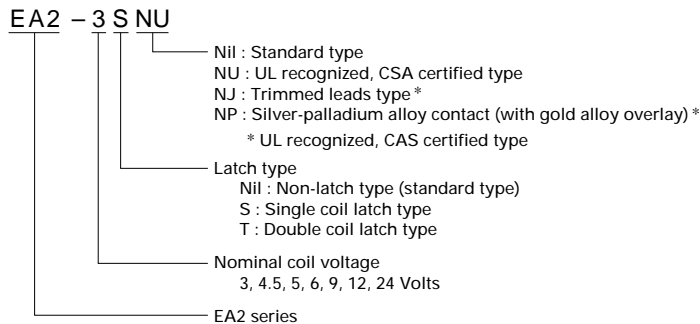 EA2 – 3 S NU
Nil : Standard type
NU : UL recognized, CSA certified type
NJ : Trimmed leads type *
NP : Silver-palladium alloy contact (with gold alloy overlay) *
* UL recognized, CAS certified type
Latch type
Nil : Non-latch type (standard type)
S : Single coil latch type
T : Double coil latch type
Nominal coil voltage
3, 4.5, 5, 6, 9, 12, 24 Volts
EA2 series